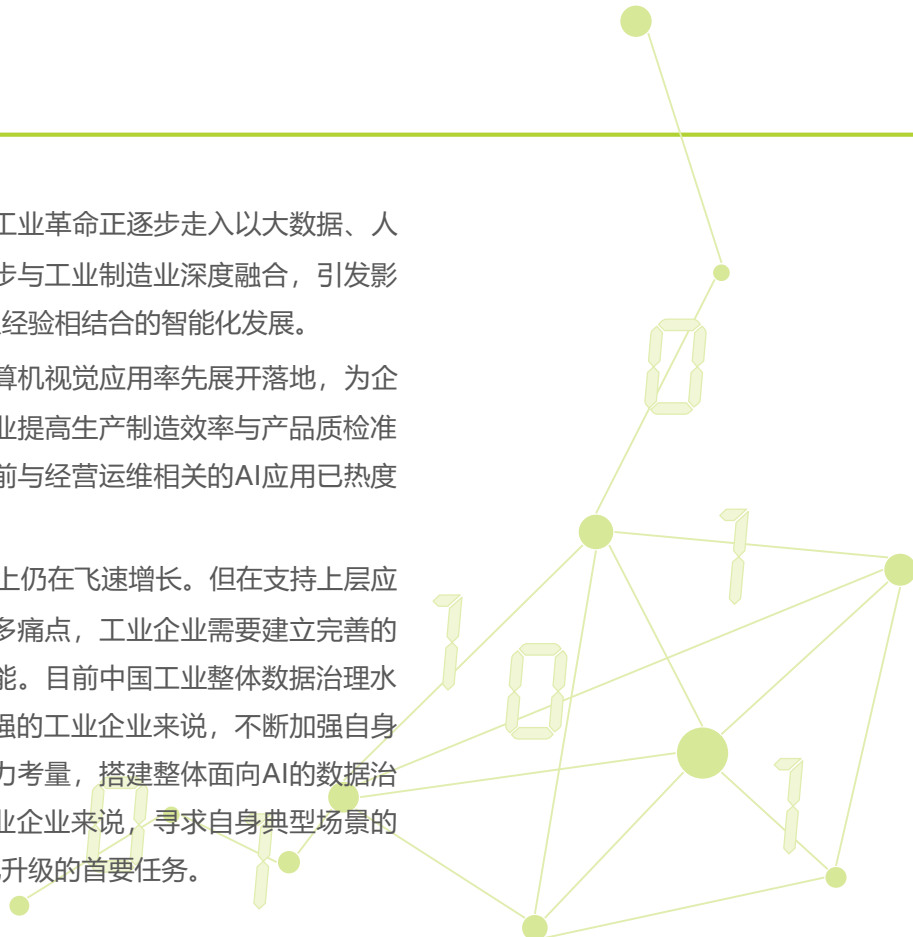 工业革命正逐步走入以大数据、人
步与工业制造业深度融合，引发影
经验相结合的智能化发展。
算机视觉应用率先展开落地，为企
业提高生产制造效率与产品质检准
前与经营运维相关的AI应用已热度
上仍在飞速增长。但在支持上层应
多痛点，工业企业需要建立完善的
能。目前中国工业整体数据治理水
强的工业企业来说，不断加强自身
力考量，搭建整体面向AI的数据治
业企业来说，寻求自身典型场景的
升级的首要任务。
0
1
1
0
1
0
1